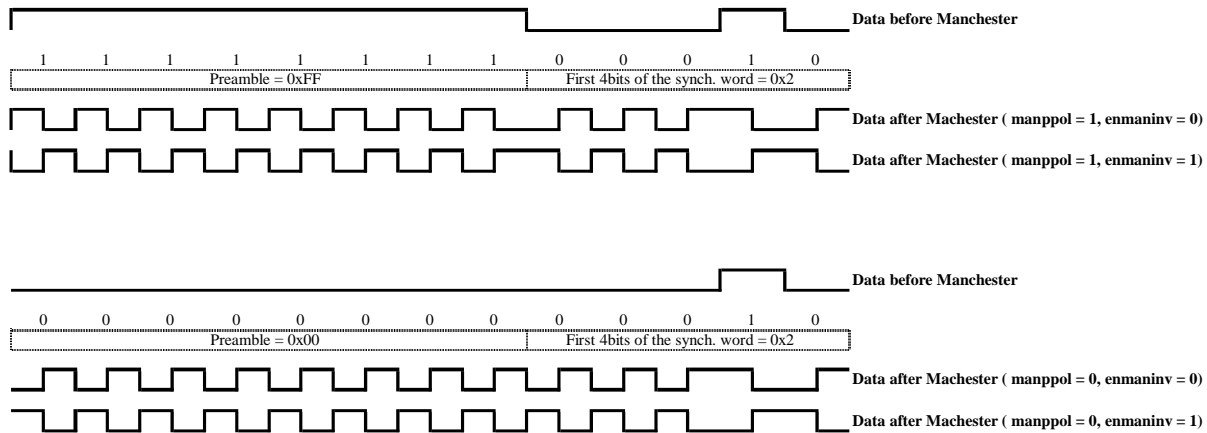 Data before Manchester
1 1 1 1 1 1 1 1 0 0 0 1 0
Preamble = 0xFF First 4bits of the synch. word = 0x2
Data after Machester ( manppol = 1, enmaninv = 0)
Data after Machester ( manppol = 1, enmaninv = 1)
Data before Manchester
0 0 0 0 0 0 0 0 0 0 0 1 0
Preamble = 0x00 First 4bits of the synch. word = 0x2
Data after Machester ( manppol = 0, enmaninv = 0)
Data after Machester ( manppol = 0, enmaninv = 1)